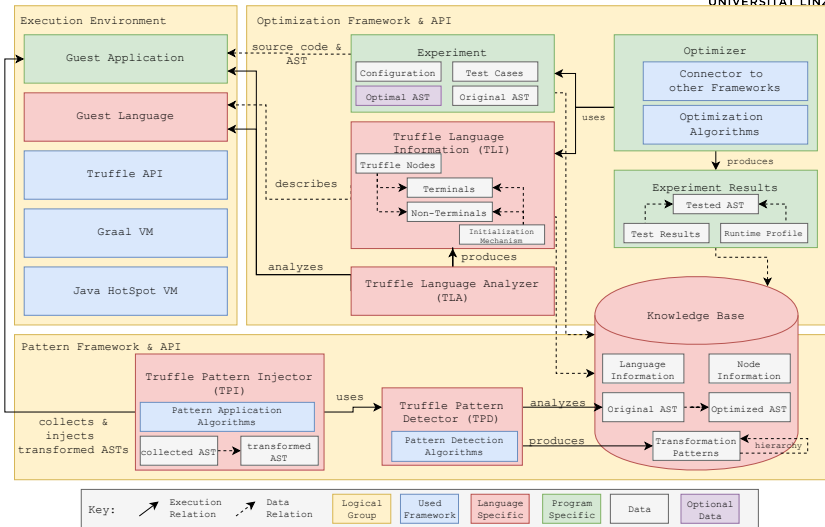 UNIVERSITÄT LINZ
Execution Environment
Guest Application
Guest Language
Truffle API
Graal VM
Java HotSpot VM
Optimization Framework & API
source code &
AST
describes
analyzes
Experiment
Configuration
Test Cases
Optimal AST
Original AST
Truffle Language
Information (TLI)
Truffle Nodes
Terminals
Non-Terminals
Initialization
Mechanism
produces
Truffle Language Analyzer
(TLA)
uses
Optimizer
Connector to
other Frameworks
Optimization
Algorithms
produces
Experiment Results
Tested AST
Test Results
Runtime Profile
Knowledge Base
Language
Information
Node
Information
Original AST
Optimized AST
Transformation
Patterns
hierarchy
Pattern Framework & API
collects &
injects
transformed ASTs
Truffle Pattern Injector
(TPI)
Pattern Application
Algorithms
collected AST
transformed
AST
uses
Truffle Pattern
Detector (TPD)
Pattern Detection
Algorithms
analyzes
produces
Key:
Execution
Relation
Data
Relation
Logical
Group
Used
Framework
Language
Specific
Program
Specific
Data
Optional
Data